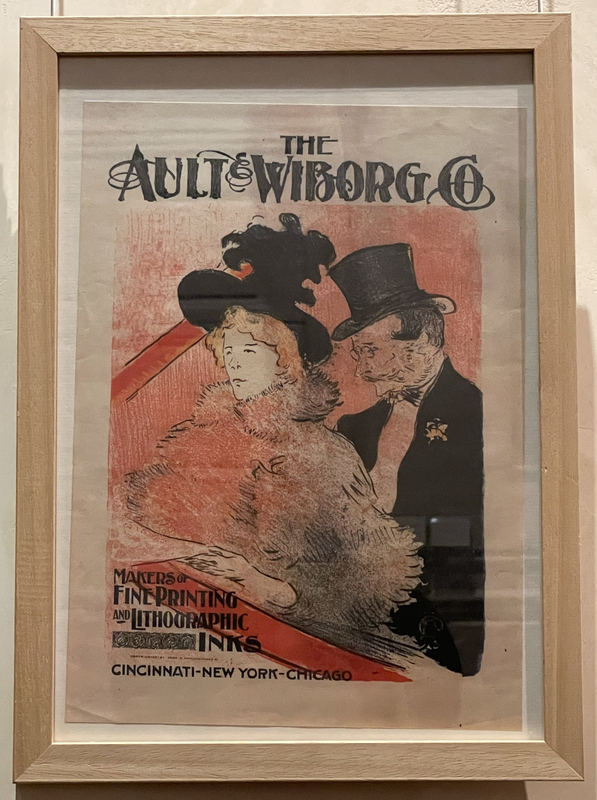 THE
AULT & WIBORG CO
MAKERS OF
FINE PRINTING
AND LITHOGRAPHIC
INKS
CINCINNATI-NEW YORK-CHICAGO